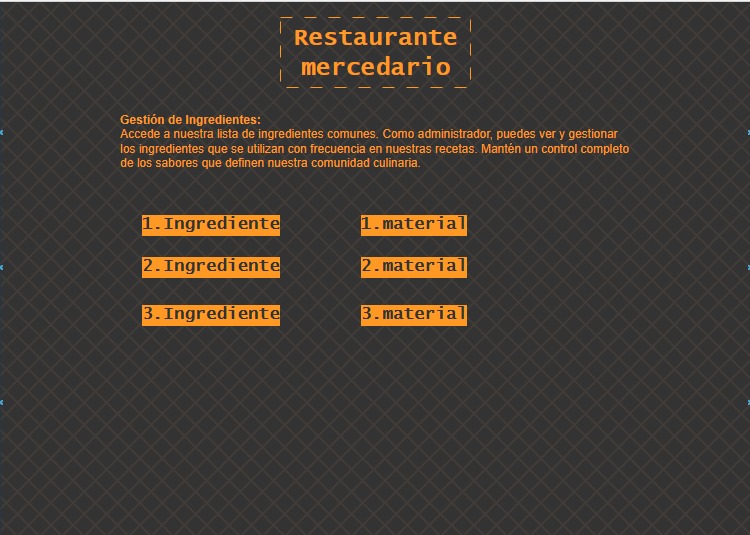 Restaurante
mercedario
Gestión de Ingredientes:
Accede a nuestra lista de ingredientes comunes. Como administrador, puedes ver y gestionar
los ingredientes que se utilizan con frecuencia en nuestras recetas. Mantén un control completo
de los sabores que definen nuestra comunidad culinaria.
1.Ingrediente 1.material
2.Ingrediente 2.material
3.Ingrediente 3.material